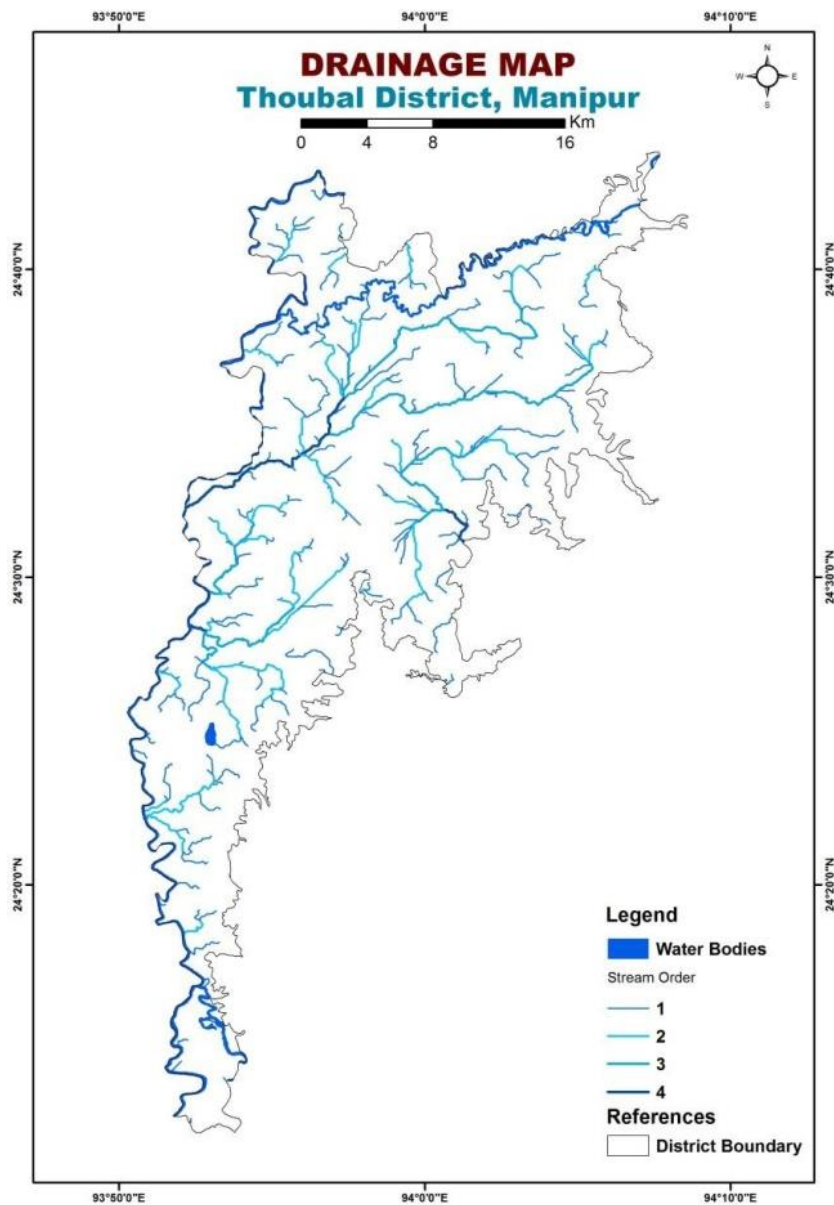 93°50'0"E
94°0'0"E
94°10'0"E
DRAINAGE MAP
Thoubal District, Manipur
Km
0 4 8 16
N
W E
S
24°40'0"N
24°40'0"N
24°30'0"N
24°30'0"N
24°20'0"N
24°20'0"N
Legend
Water Bodies
Stream Order
1
2
3
4
References
District Boundary
93°50'0"E
94°0'0"E
94°10'0"E